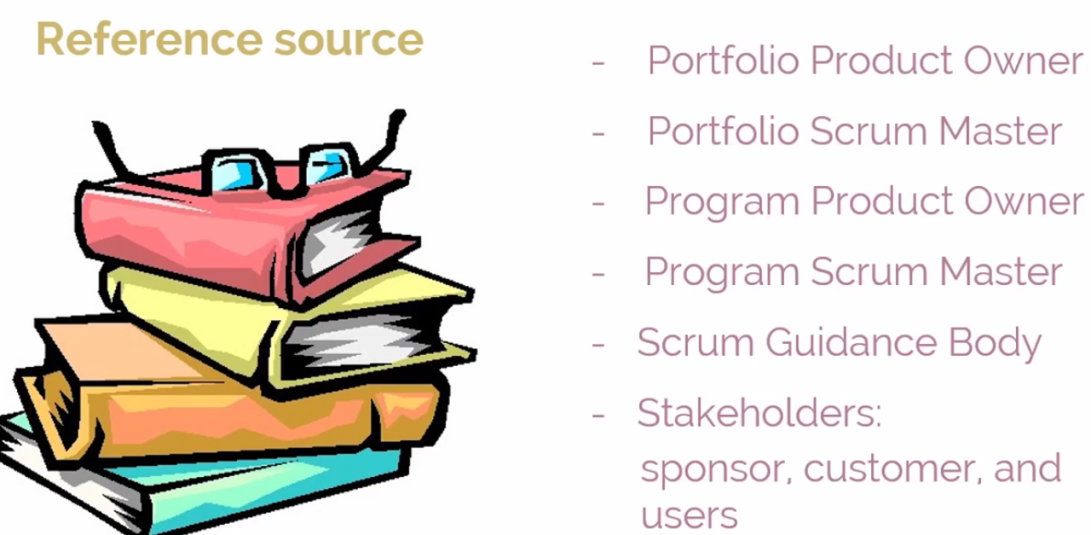 Reference source
- Portfolio Product Owner
- Portfolio Scrum Master
- Program Product Owner
- Program Scrum Master
- Scrum Guidance Body
- Stakeholders:
sponsor, customer, and
users